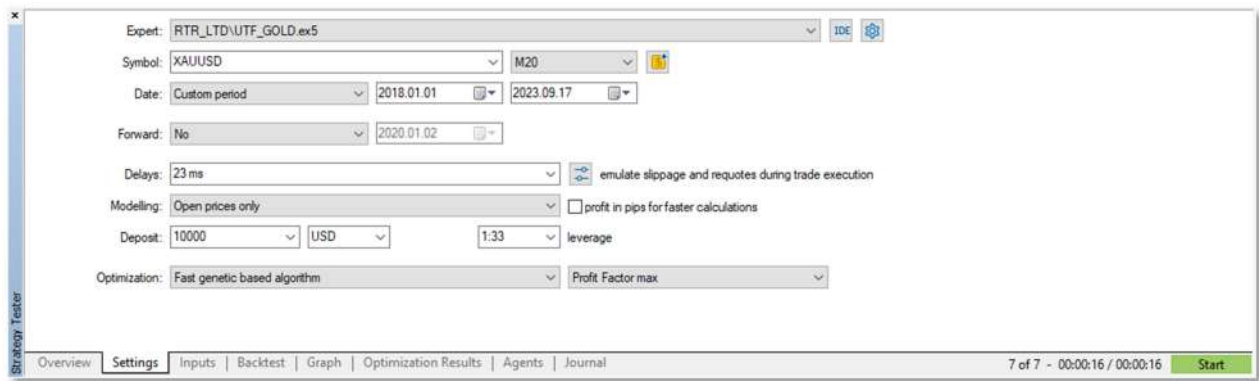 Expert: RTR_LTD\UTF_GOLD.ex5 IDE
Symbol: XAUUSD M20
Date: Custom period 2018.01.01 2023.09.17
Forward: No 2020.01.02
Delays: 23 ms emulate slippage and requotes during trade execution
Modelling: Open prices only profit in pips for faster calculations
Deposit: 10000 USD 1:33 leverage
Optimization: Fast genetic based algorithm Profit Factor max
Strategy Tester
Overview Settings Inputs | Backtest | Graph | Optimization Results | Agents | Journal 7 of 7 - 00:00:16 / 00:00:16 Start